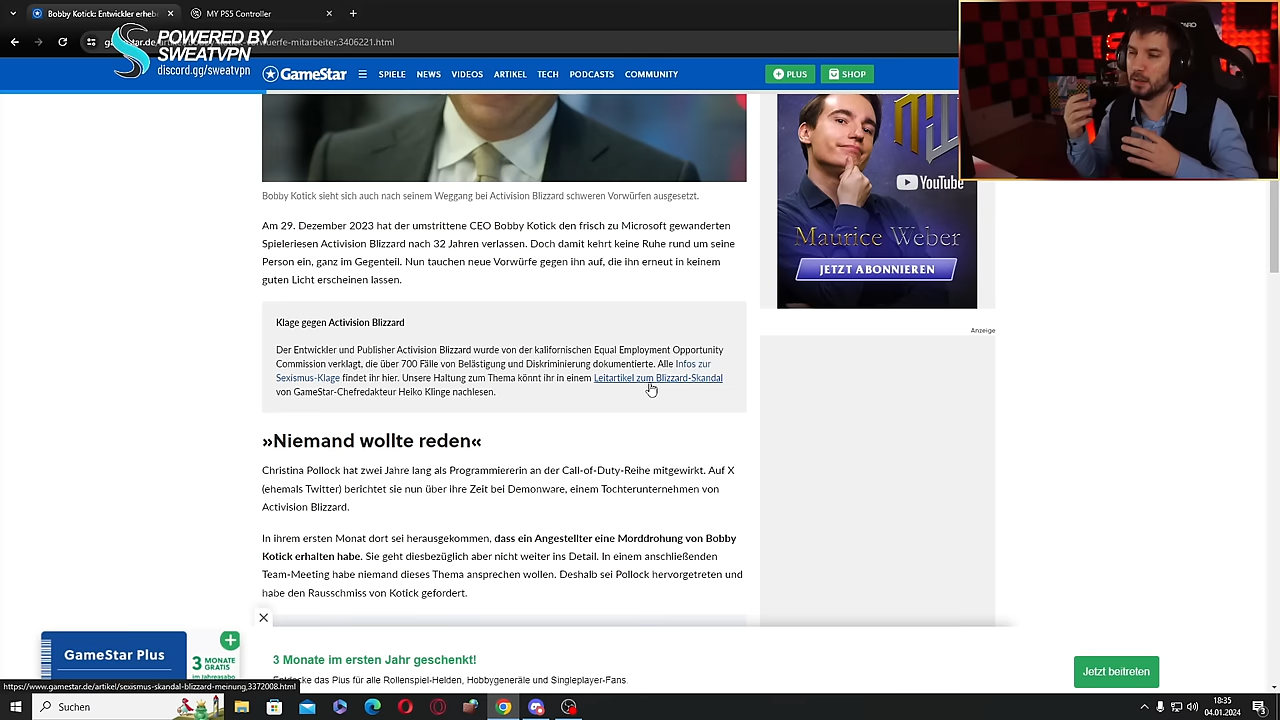 Bobby Kotick: Entwickler erheb
MY PS5 Controller
POWERED BY
SWEATVPN
discord.gg/sweatvpn
GameStar
SPIELE
NEWS
VIDEOS
ARTIKEL
TECH
PODCASTS
COMMUNITY
PLUS
SHOP
Bobby Kotick sieht sich auch nach seinem Weggang bei Activision Blizzard schweren Vorwürfen ausgesetzt.
Am 29. Dezember 2023 hat der umstrittene CEO Bobby Kotick den frisch zu Microsoft gewanderten
Spieleriesen Activision Blizzard nach 32 Jahren verlassen. Doch damit kehrt keine Ruhe rund um seine
Person ein, ganz im Gegenteil. Nun tauchen neue Vorwürfe gegen ihn auf, die ihn erneut in keinem
guten Licht erscheinen lassen.
Klage gegen Activision Blizzard
Der Entwickler und Publisher Activision Blizzard wurde von der kalifornischen Equal Employment Opportunity
Commission verklagt, die über 700 Fälle von Belästigung und Diskriminierung dokumentierte. Alle Infos zur
Sexismus-Klage findet ihr hier. Unsere Haltung zum Thema könnt ihr in einem Leitartikel zum Blizzard-Skandal
von GameStar-Chefredakteur Heiko Klinge nachlesen.
»Niemand wollte reden«
Christina Pollock hat zwei Jahre lang als Programmiererin an der Call-of-Duty-Reihe mitgewirkt. Auf X
(ehemals Twitter) berichtet sie nun über ihre Zeit bei Demonware, einem Tochterunternehmen von
Activision Blizzard.
In ihrem ersten Monat dort sei herausgekommen, dass ein Angestellter eine Morddrohung von Bobby
Kotick erhalten habe. Sie geht diesbezüglich aber nicht weiter ins Detail. In einem anschließenden
Team-Meeting habe niemand dieses Thema ansprechen wollen. Deshalb sei Pollock hervorgetreten und
habe den Rausschmiss von Kotick gefordert.
YouTube
Maurice Weber
JETZT ABONNIEREN
Anzeige
GameStar Plus
3 MONATE
GRATIS
im Jahresabo
3 Monate im ersten Jahr geschenkt!
Entdecke das Plus für alle Rollenspielhelden, Hobbygeneräle und Singleplayer-Fans.
Jetzt beitreten
https://www.gamestar.de/artikel/sexismus-skandal-blizzard-meinung,3372008.html
Suchen
18:35
04.01.2024